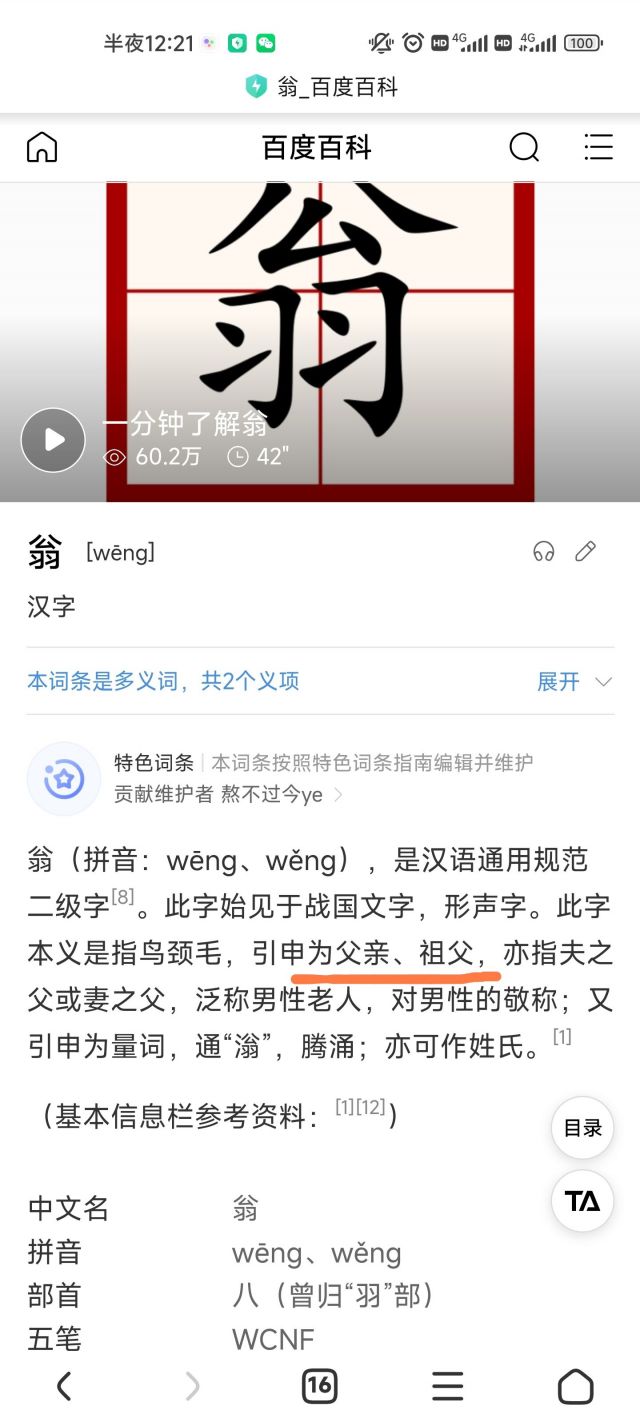 半夜12:21 HD 4G HD 4G 100
翁_百度百科
百度百科
翁
一分钟了解翁
60.2万 42"
翁 [wēng]
汉字
本词条是多义词，共2个义项 展开
特色词条 | 本词条按照特色词条指南编辑并维护
贡献维护者 熬不过今ye
翁（拼音：wēng、wěng），是汉语通用规范
二级字[8]。此字始见于战国文字，形声字。此字
本义是指鸟颈毛，引申为父亲、祖父，亦指夫之
父或妻之父，泛称男性老人，对男性的敬称；又
引申为量词，通“滃”，腾涌；亦可作姓氏。[1]
（基本信息栏参考资料：[1][12]）
目录
TA
中文名 翁
拼音 wēng、wěng
部首 八（曾归“羽”部）
五笔 WCNF
16